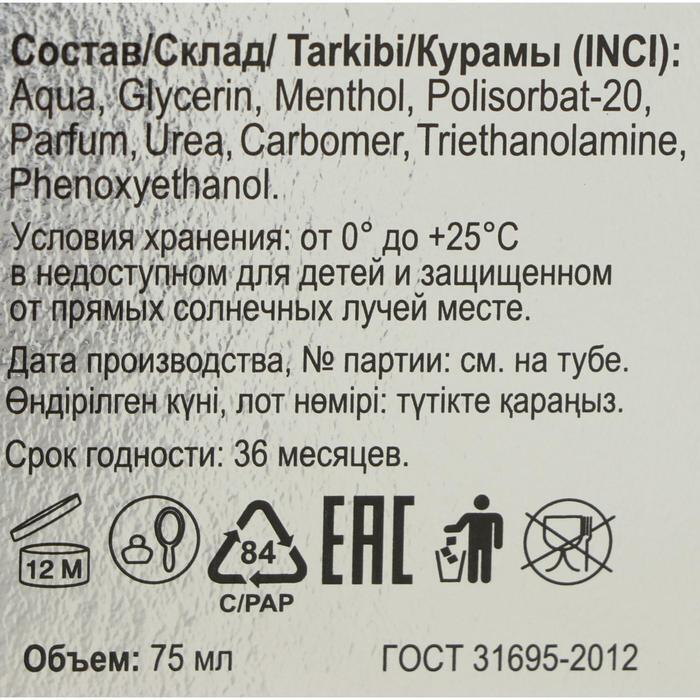 Состав/Склад/ Tarkibi/Курамы (INCI):
Aqua, Glycerin, Menthol, Polisorbat-20,
Parfum, Urea, Carbomer, Triethanolamine,
Phenoxyethanol.
Условия хранения: от 0° до +25°С
в недоступном для детей и защищенном
от прямых солнечных лучей месте.
Дата производства, № партии: см. на тубе.
Өндірілген күні, лот нөмірі: түтікте қараңыз.
Срок годности: 36 месяцев.
12 M
84
C/PAP
EAC
Объем: 75 мл
ГОСТ 31695-2012